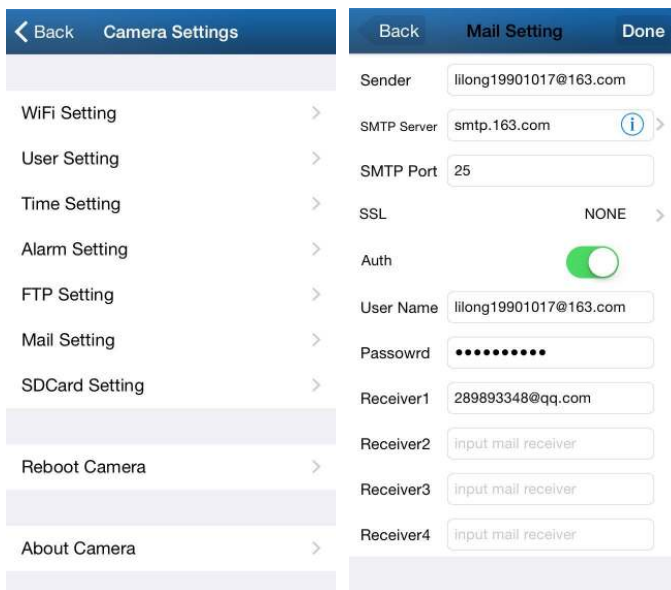 Back Camera Settings
WiFi Setting
User Setting
Time Setting
Alarm Setting
FTP Setting
Mail Setting
SDCard Setting
Reboot Camera
About Camera
Back Mail Setting Done
Sender lilong19901017@163.com
SMTP Server smtp.163.com
SMTP Port 25
SSL NONE
Auth
User Name lilong19901017@163.com
Passowrd ●●●●●●●●●●
Receiver1 289893348@qq.com
Receiver2 input mail receiver
Receiver3 input mail receiver
Receiver4 input mail receiver